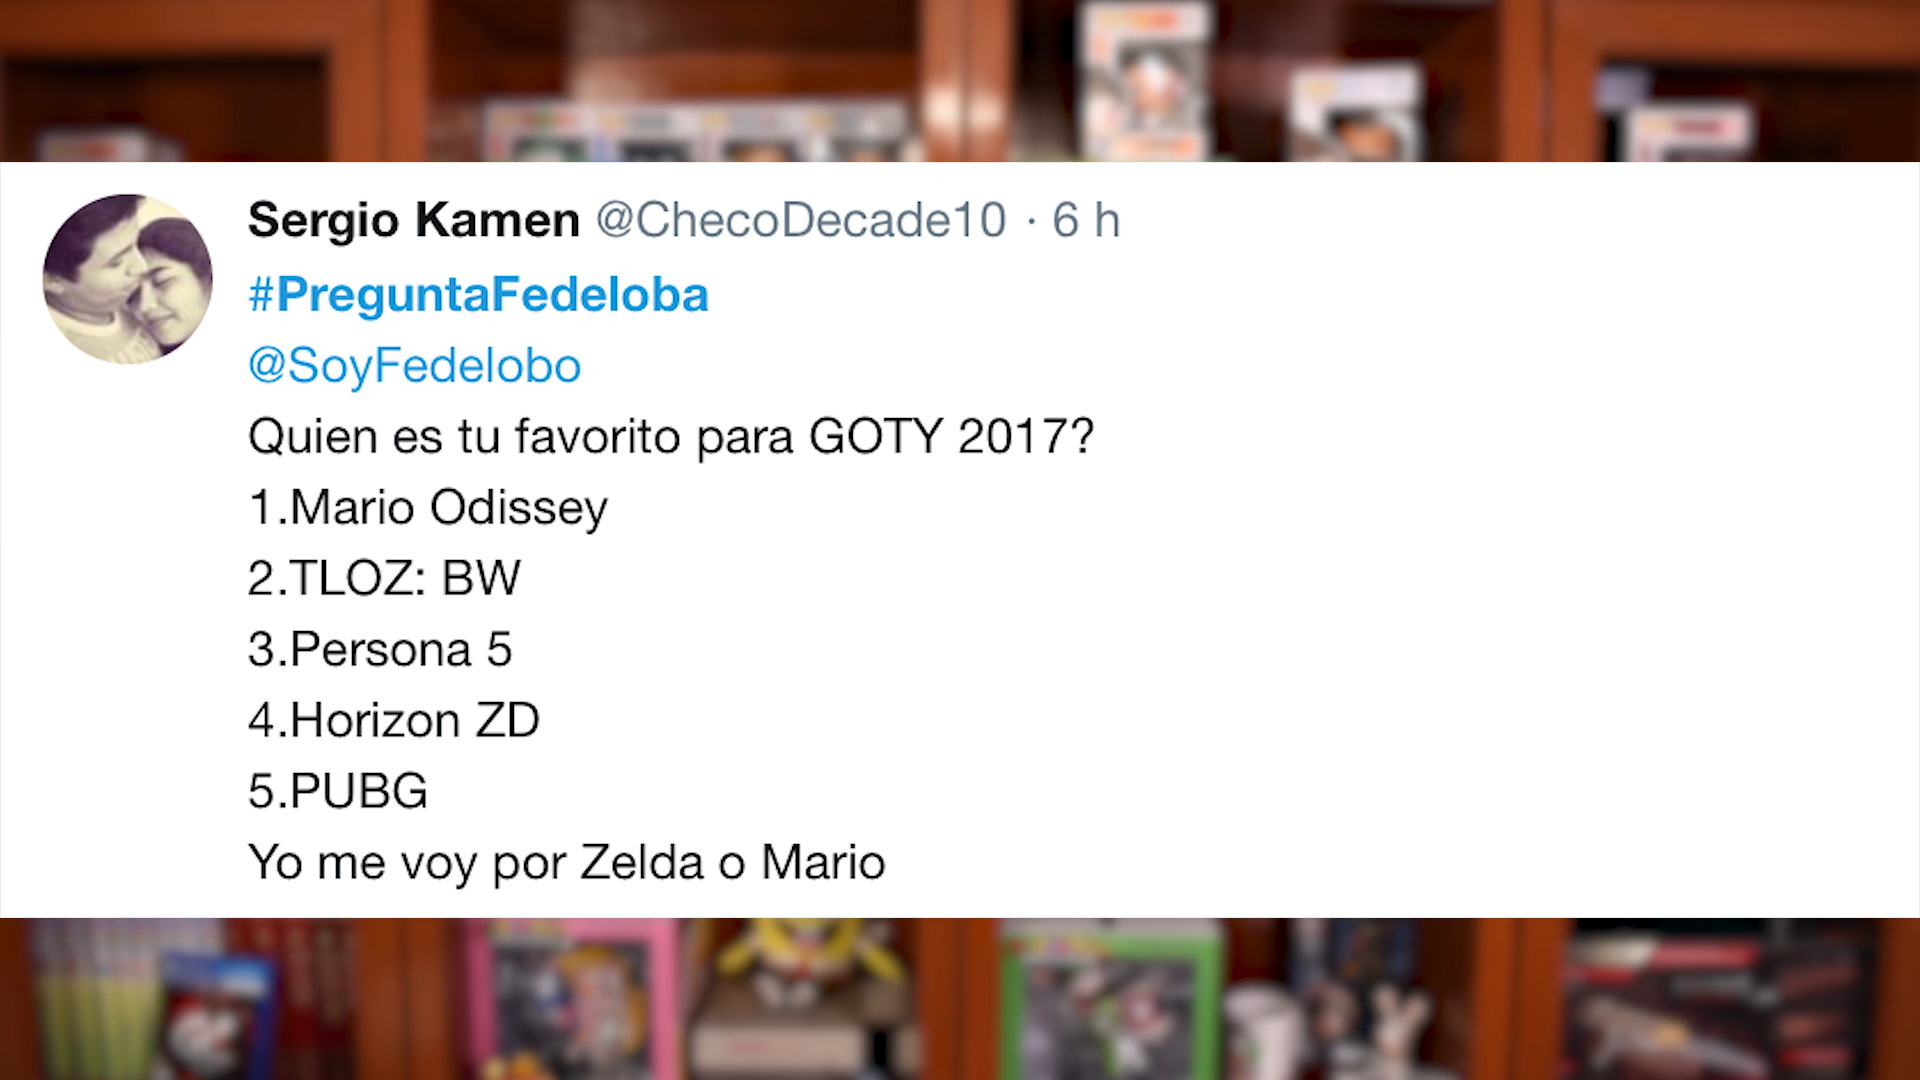 Sergio Kamen @ChecoDecade10 · 6 h
#PreguntaFedeloba
@SoyFedelobo
Quien es tu favorito para GOTY 2017?
1.Mario Odissey
2.TLOZ: BW
3.Persona 5
4.Horizon ZD
5.PUBG
Yo me voy por Zelda o Mario